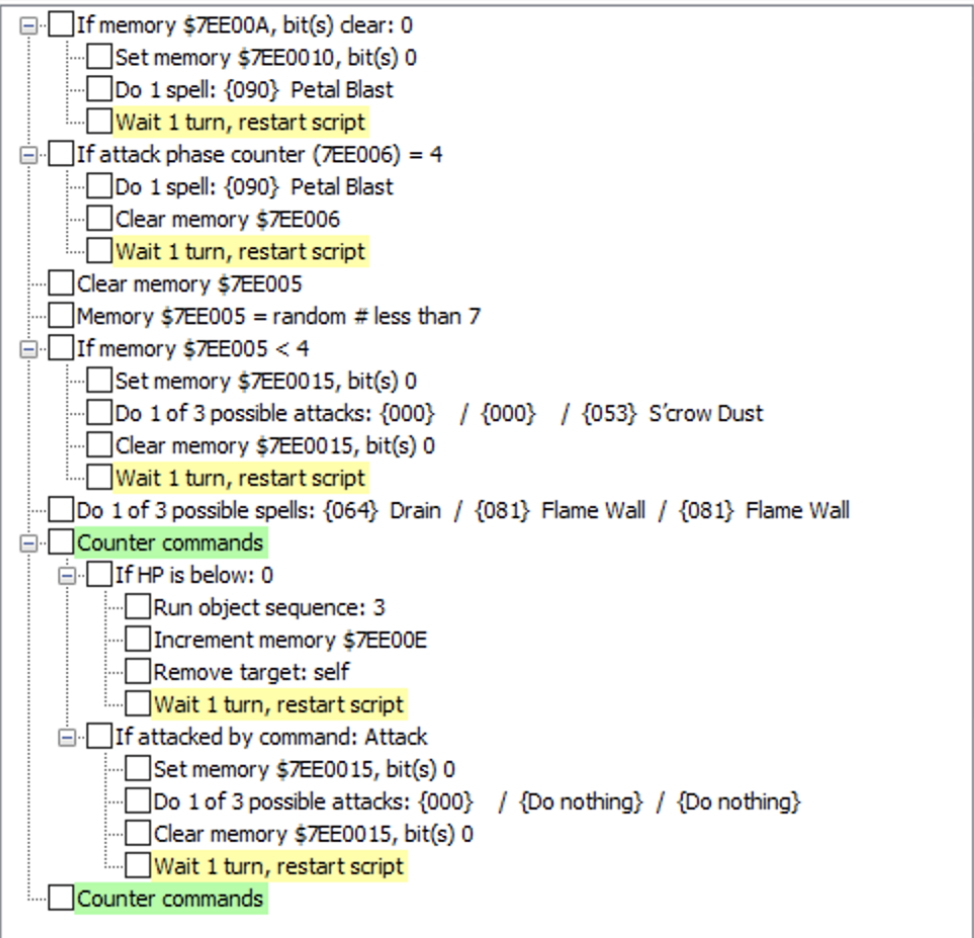 If memory $7EE00A, bit(s) clear: 0
Set memory $7EE0010, bit(s) 0
Do 1 spell: {090} Petal Blast
Wait 1 turn, restart script
If attack phase counter (7EE006) = 4
Do 1 spell: {090} Petal Blast
Clear memory $7EE006
Wait 1 turn, restart script
Clear memory $7EE005
Memory $7EE005 = random # less than 7
If memory $7EE005 < 4
Set memory $7EE0015, bit(s) 0
Do 1 of 3 possible attacks: {000} / {000} / {053} S'crow Dust
Clear memory $7EE0015, bit(s) 0
Wait 1 turn, restart script
Do 1 of 3 possible spells: {064} Drain / {081} Flame Wall / {081} Flame Wall
Counter commands
If HP is below: 0
Run object sequence: 3
Increment memory $7EE00E
Remove target: self
Wait 1 turn, restart script
If attacked by command: Attack
Set memory $7EE0015, bit(s) 0
Do 1 of 3 possible attacks: {000} / {Do nothing} / {Do nothing}
Clear memory $7EE0015, bit(s) 0
Wait 1 turn, restart script
Counter commands